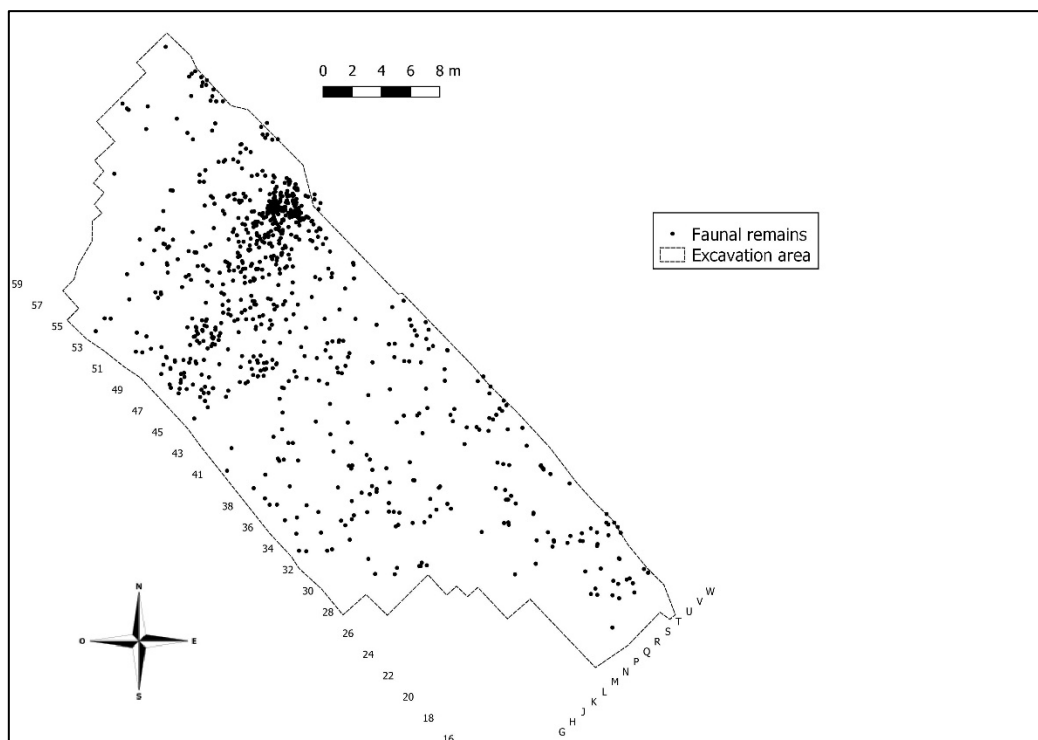 0 2 4 6 8 m
Faunal remains
Excavation area
59
57
55
53
51
49
47
45
43
41
38
36
34
32
30
28
26
24
22
20
18
16
W
V
U
T
S
R
Q
P
N
M
L
K
J
H
G
N
O E
S